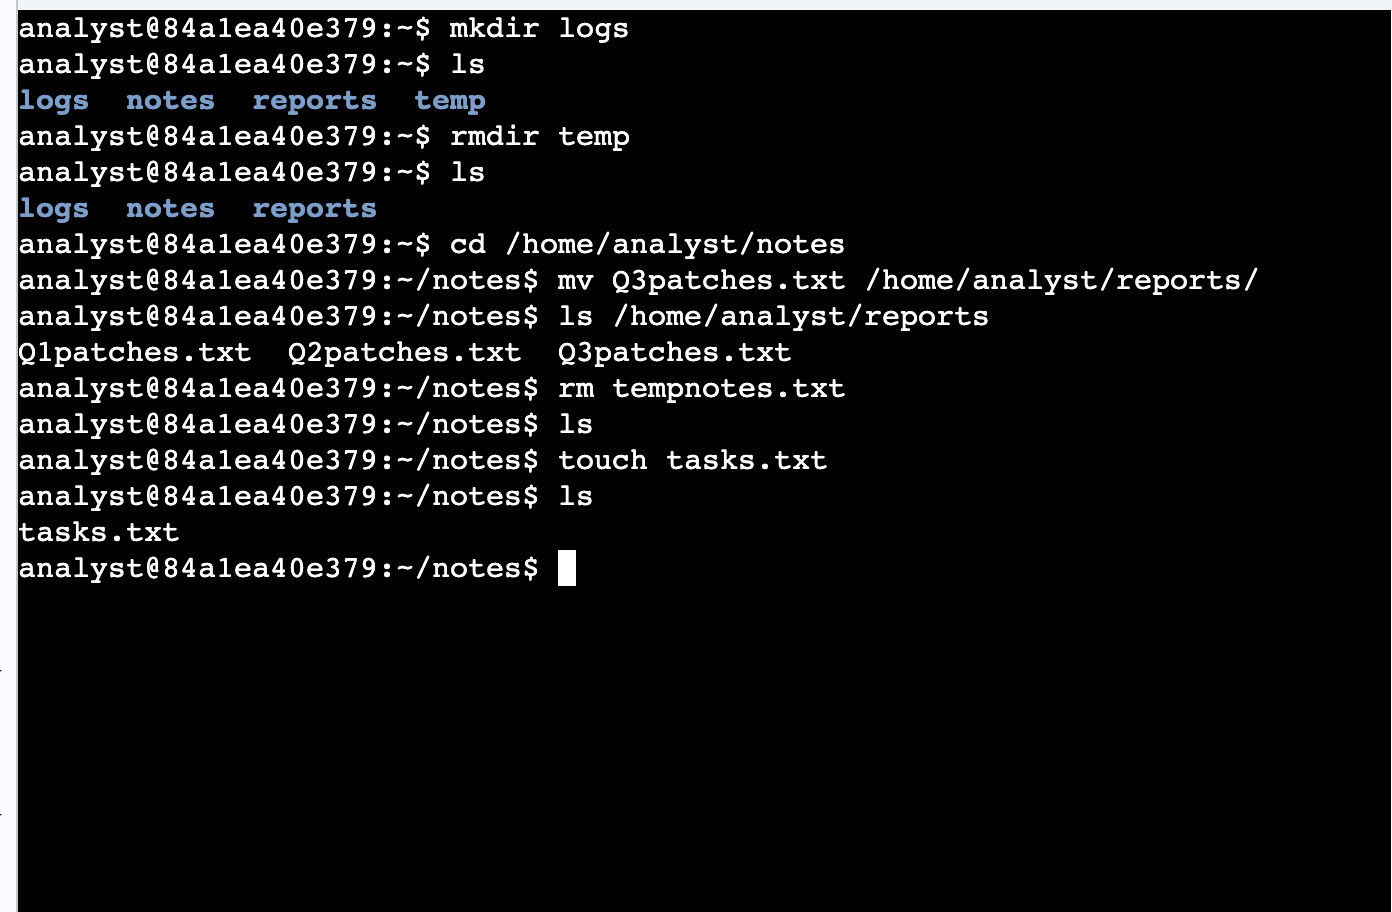 analyst@84a1ea40e379:~$ mkdir logs
analyst@84a1ea40e379:~$ ls
logs  notes  reports  temp
analyst@84a1ea40e379:~$ rmdir temp
analyst@84a1ea40e379:~$ ls
logs  notes  reports
analyst@84a1ea40e379:~$ cd /home/analyst/notes
analyst@84a1ea40e379:~/notes$ mv Q3patches.txt /home/analyst/reports/
analyst@84a1ea40e379:~/notes$ ls /home/analyst/reports
Q1patches.txt  Q2patches.txt  Q3patches.txt
analyst@84a1ea40e379:~/notes$ rm tempnotes.txt
analyst@84a1ea40e379:~/notes$ ls
analyst@84a1ea40e379:~/notes$ touch tasks.txt
analyst@84a1ea40e379:~/notes$ ls
tasks.txt
analyst@84a1ea40e379:~/notes$